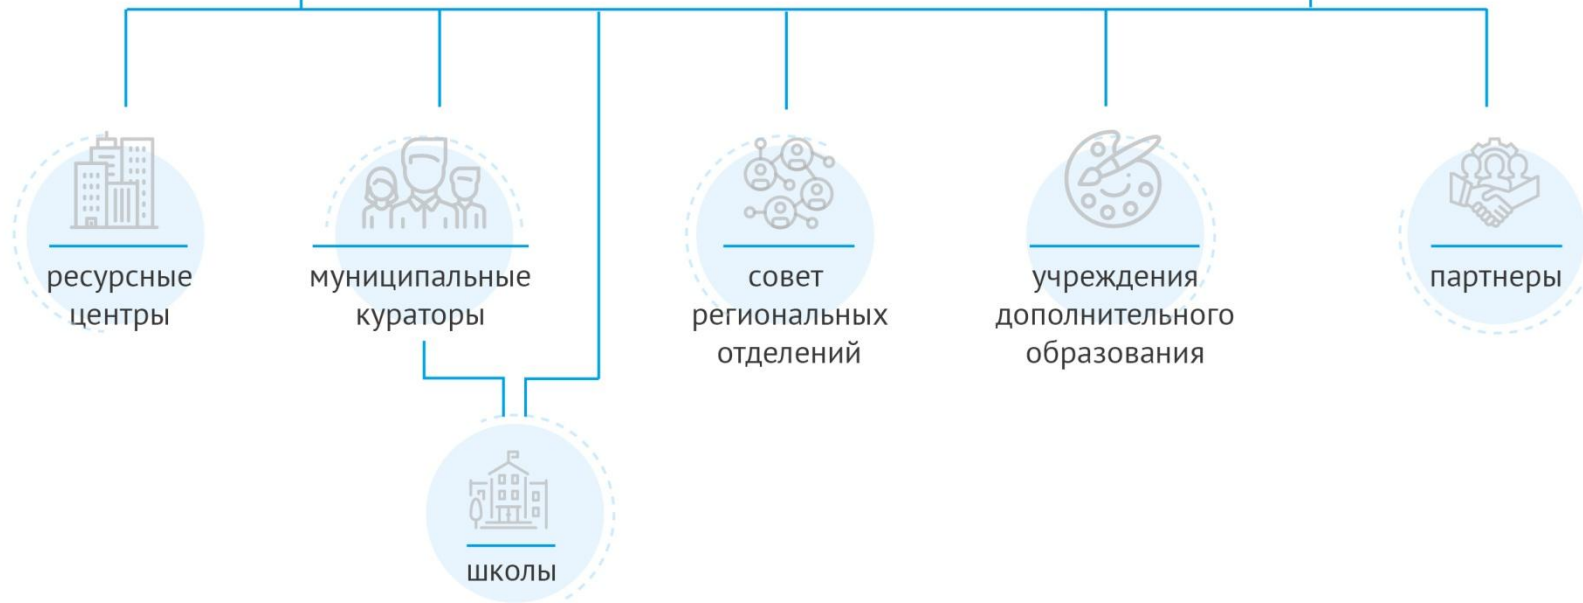 ресурсные
центры
муниципальные
кураторы
совет
региональных
отделений
учреждения
дополнительного
образования
партнеры
школы